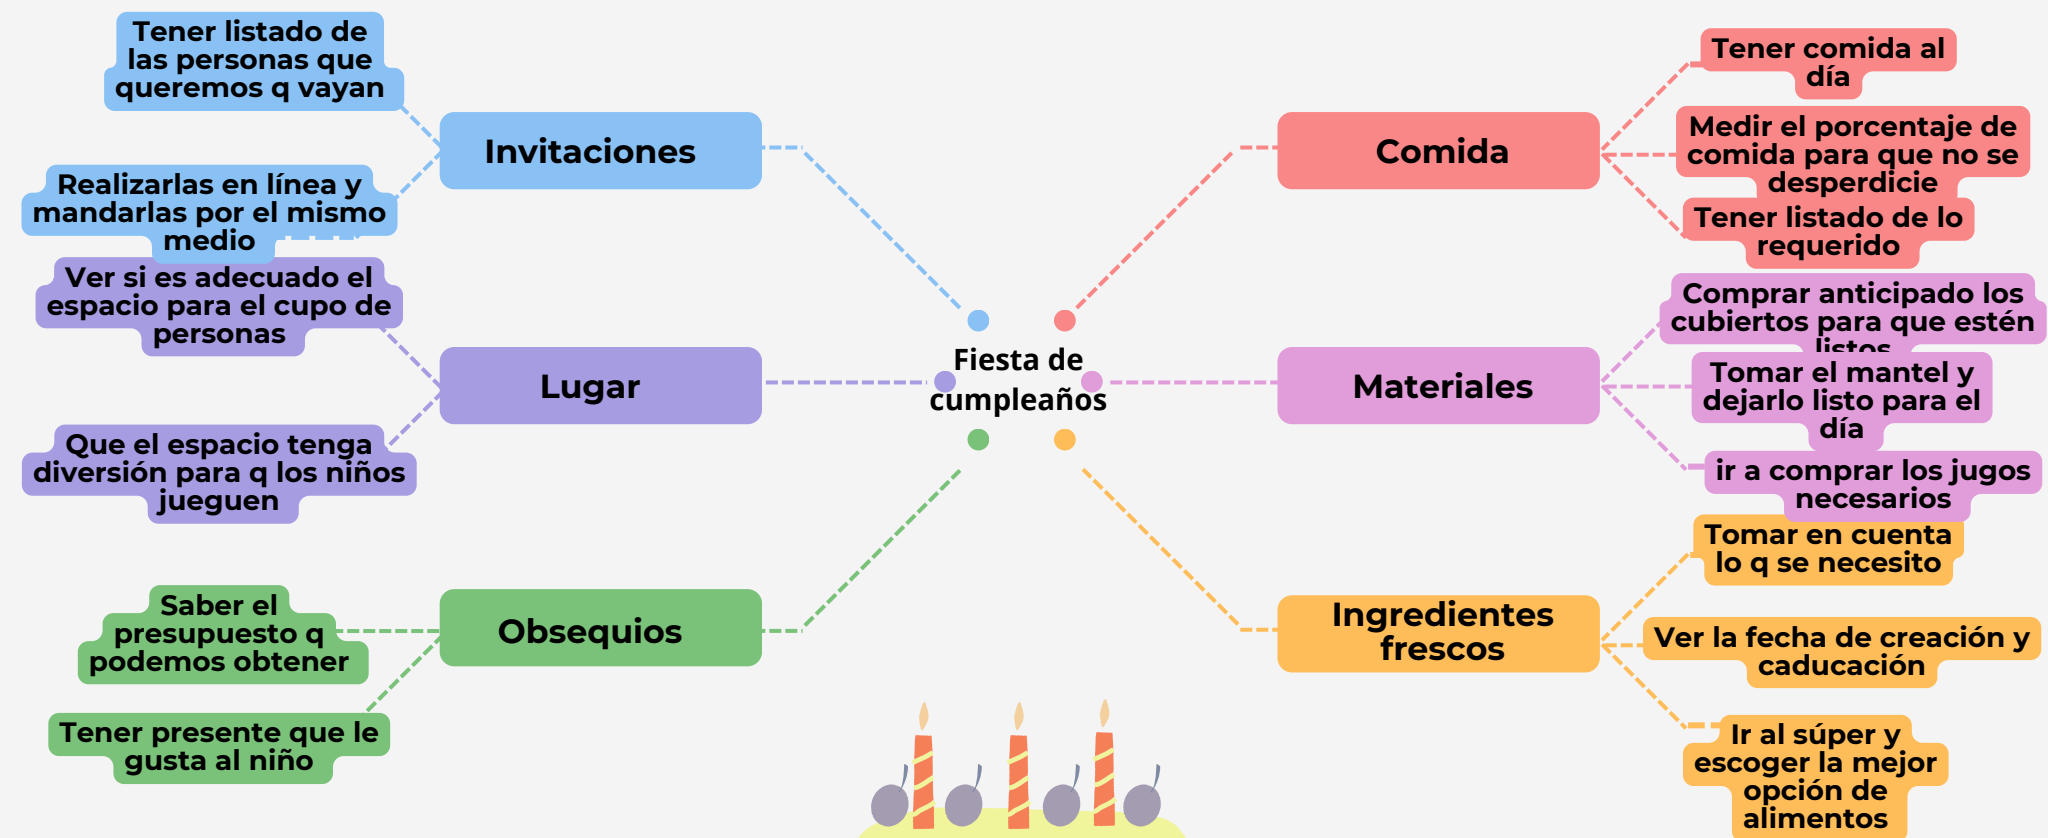 Tener listado de
las personas que
queremos q vayan
Invitaciones
Realizarlas en línea y
mandarlas por el mismo
medio
Ver si es adecuado el
espacio para el cupo de
personas
Lugar
Que el espacio tenga
diversión para q los niños
jueguen
Saber el
presupuesto q
podemos obtener
Obsequios
Tener presente que le
gusta al niño
Fiesta de
cumpleaños
Comida
Tener comida al
día
Medir el porcentaje de
comida para que no se
desperdicie
Tener listado de lo
requerido
Materiales
Comprar anticipado los
cubiertos para que estén
listos
Tomar el mantel y
dejarlo listo para el
día
ir a comprar los jugos
necesarios
Ingredientes
frescos
Tomar en cuenta
lo q se necesito
Ver la fecha de creación y
caducación
Ir al súper y
escoger la mejor
opción de
alimentos